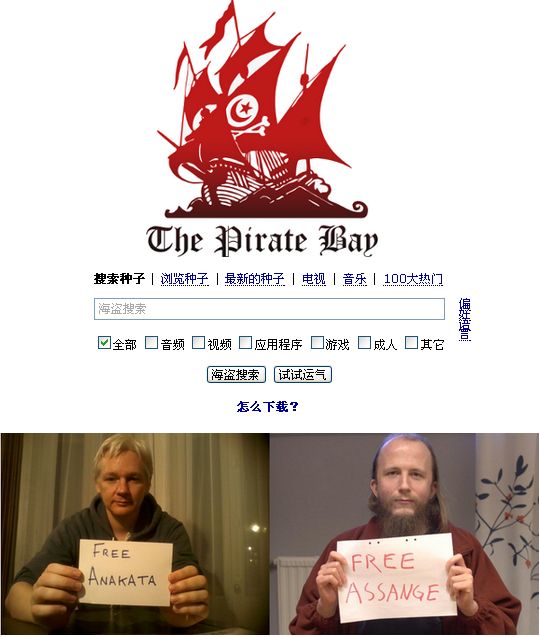 The Pirate Bay
搜索种子 | 浏览种子 | 最新的种子 | 电视 | 音乐 | 100大热门
海盗搜索
偏好
语言
全部 音频 视频 应用程序 游戏 成人 其它
海盗搜索 试试运气
怎么下载？
FREE
ANAKATA
FREE
ASSANGE